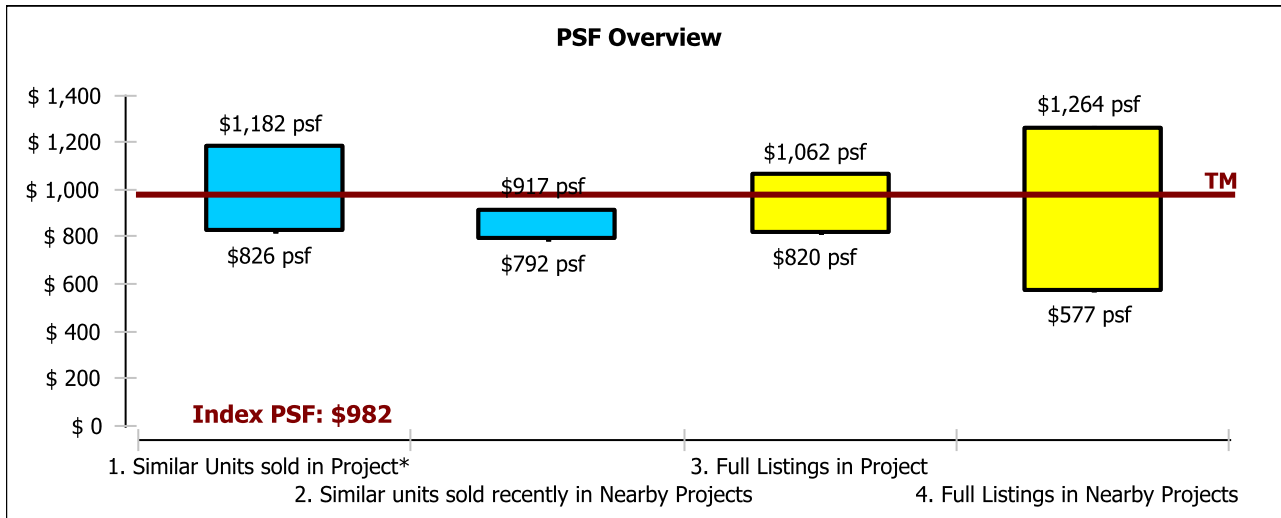 PSF Overview
$ 1,400
$ 1,200
$ 1,000
$ 800
$ 600
$ 400
$ 200
$ 0
$1,182 psf
$826 psf
$917 psf
$792 psf
$1,062 psf
$820 psf
$1,264 psf
$577 psf
TM
Index PSF: $982
1. Similar Units sold in Project*
2. Similar units sold recently in Nearby Projects
3. Full Listings in Project
4. Full Listings in Nearby Projects